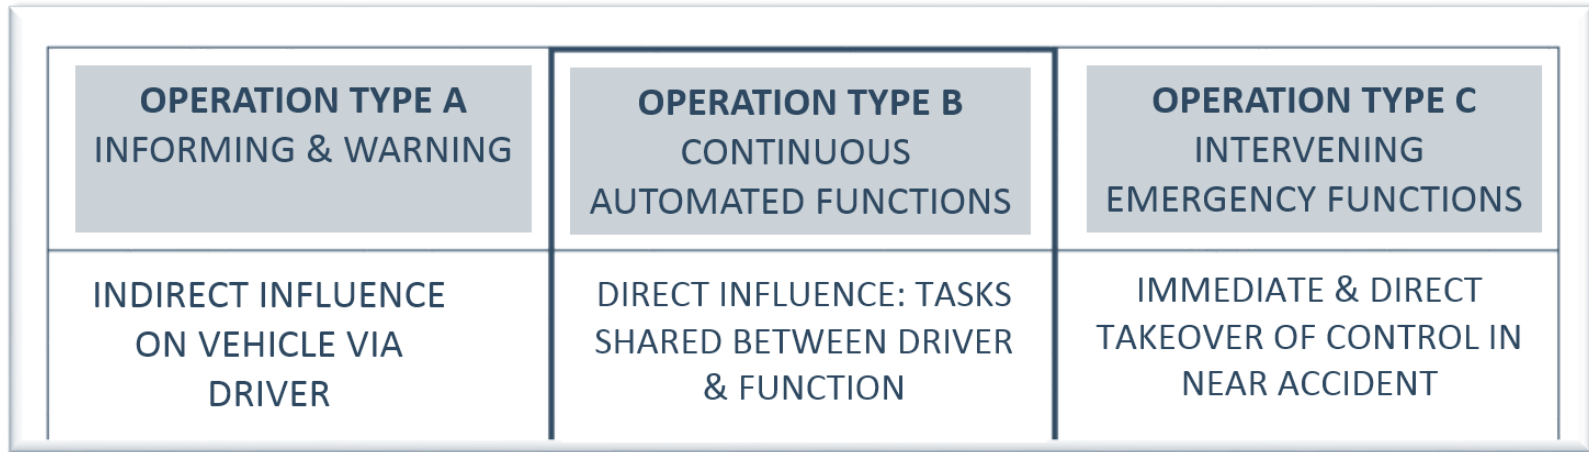 OPERATION TYPE A
INFORMING & WARNING
OPERATION TYPE B
CONTINUOUS
AUTOMATED FUNCTIONS
OPERATION TYPE C
INTERVENING
EMERGENCY FUNCTIONS
INDIRECT INFLUENCE
ON VEHICLE VIA
DRIVER
DIRECT INFLUENCE: TASKS
SHARED BETWEEN DRIVER
& FUNCTION
IMMEDIATE & DIRECT
TAKEOVER OF CONTROL IN
NEAR ACCIDENT